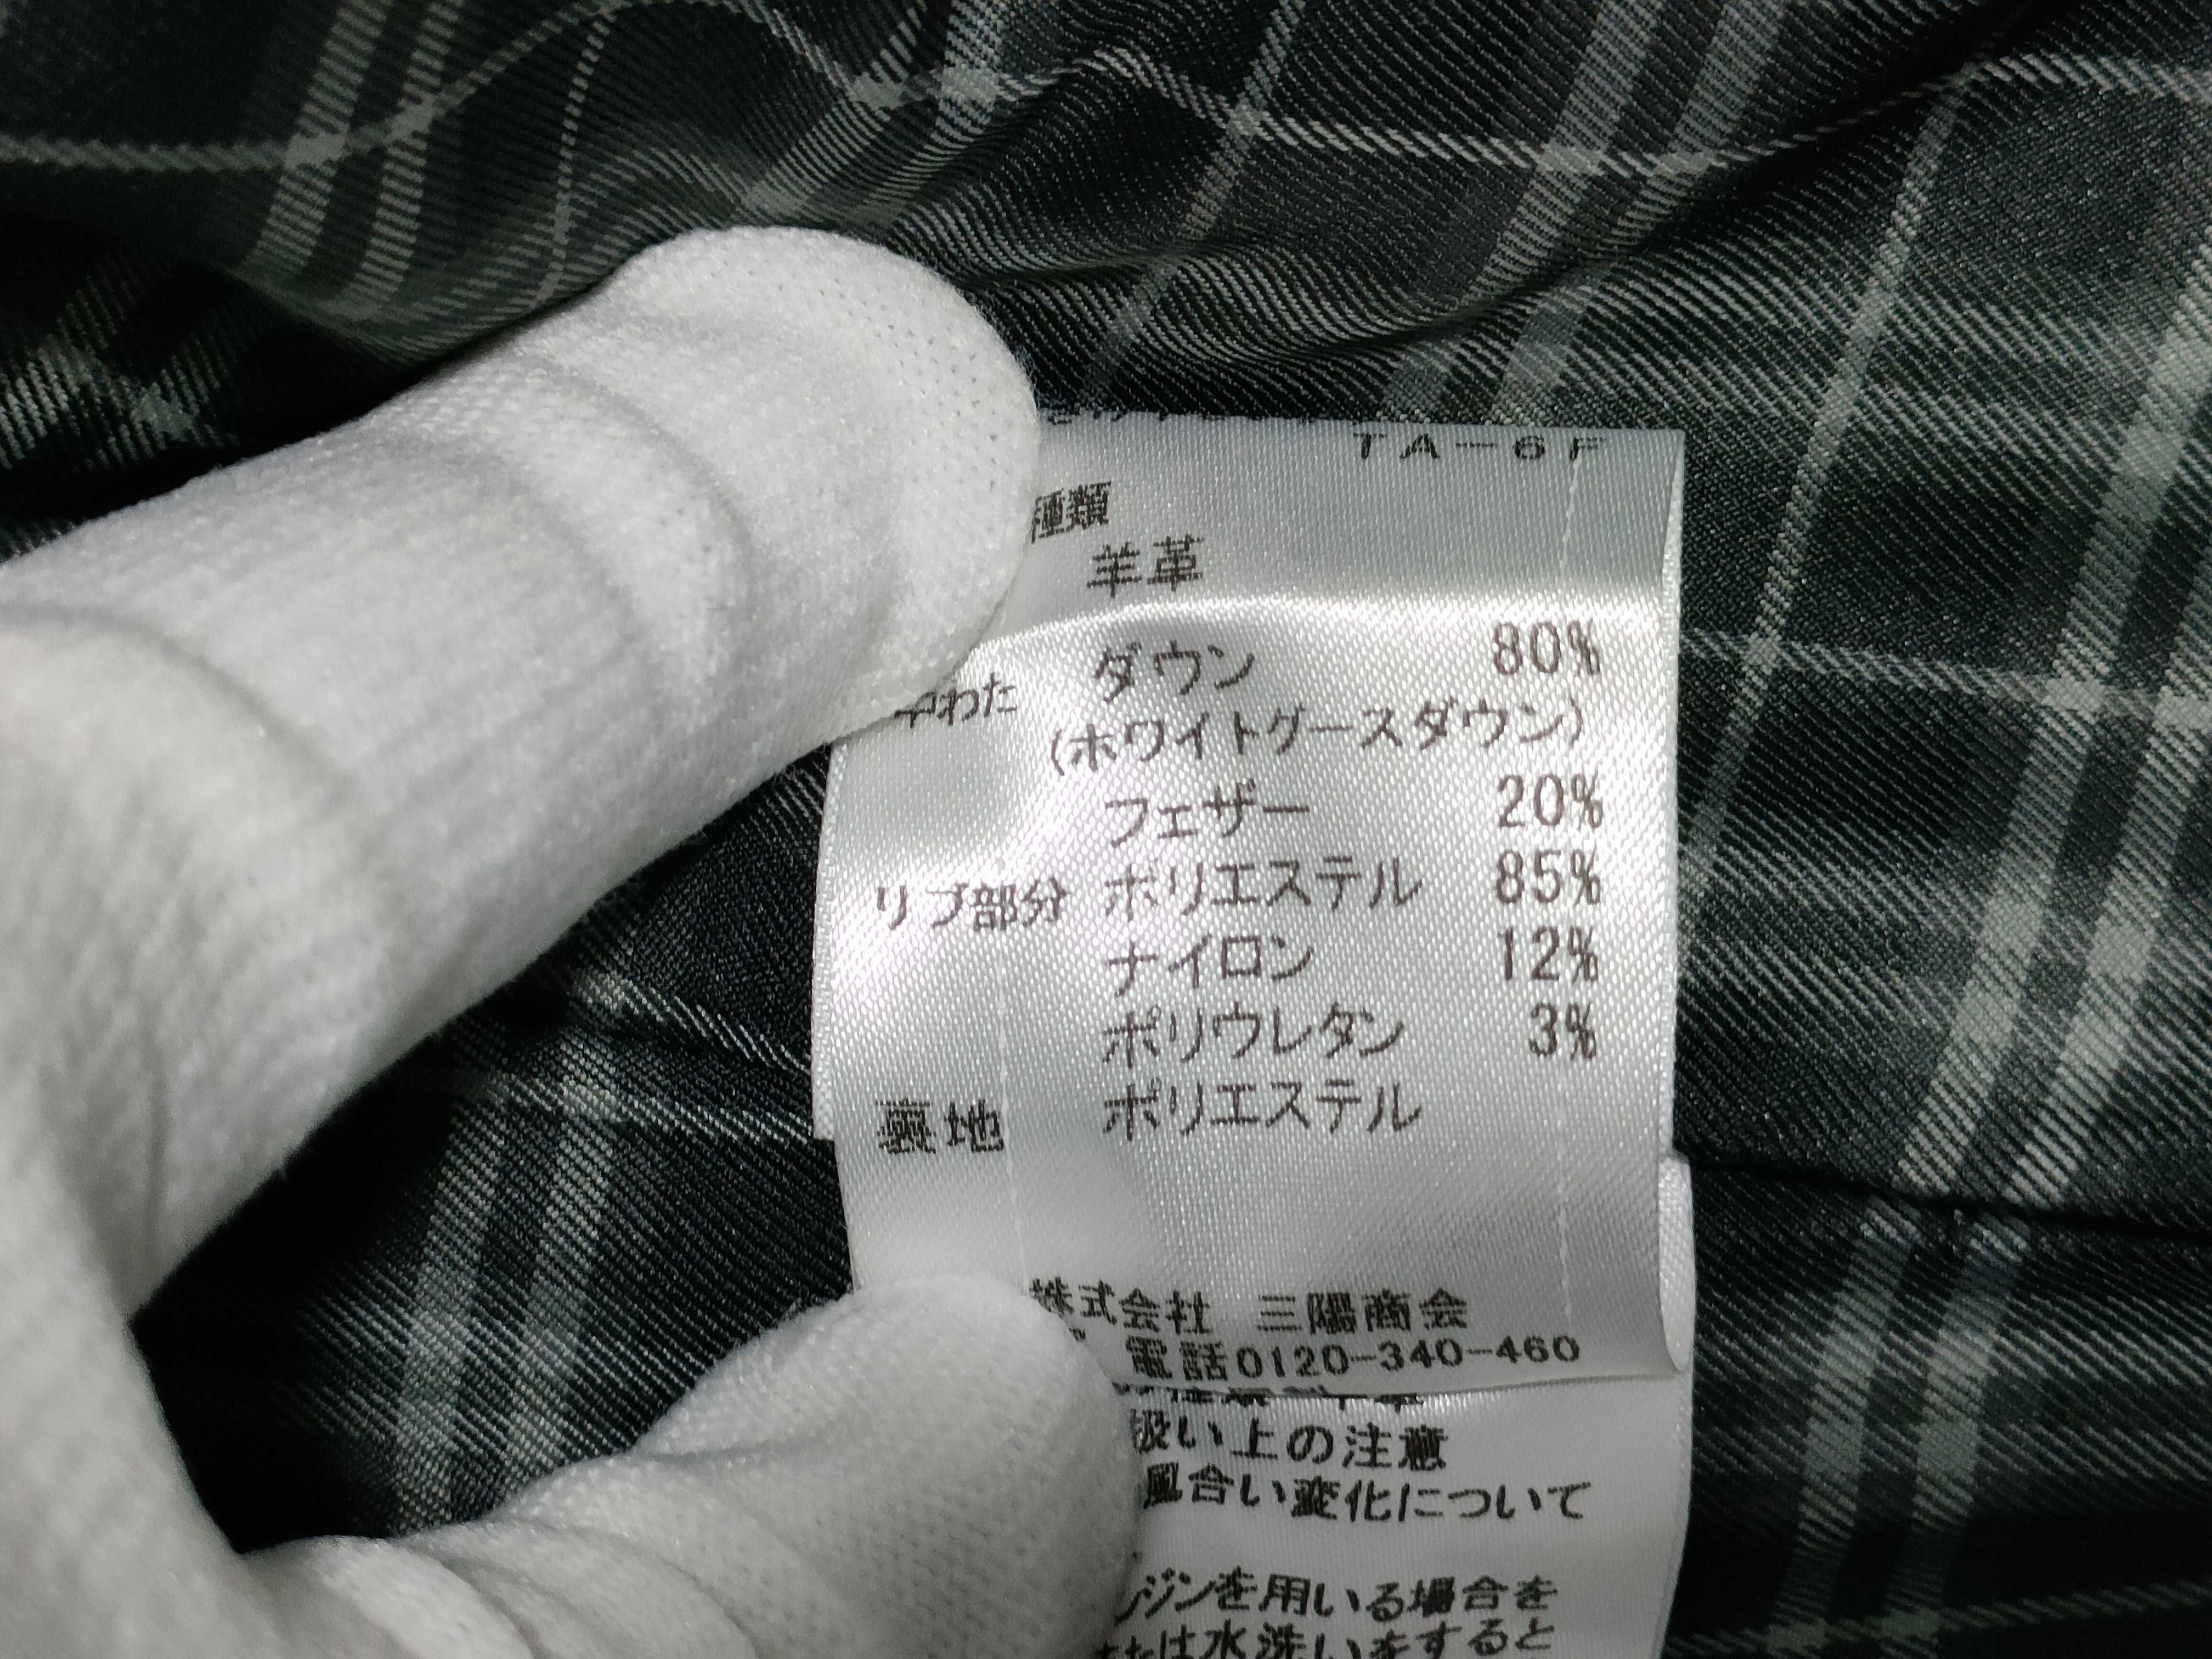 TA-6F
種類
羊革
中わた ダウン 80%
(ホワイトグースダウン)
フェザー 20%
リブ部分 ポリエステル 85%
ナイロン 12%
ポリウレタン 3%
裏地 ポリエステル
株式会社 三陽商会
電話0120-340-460
扱い上の注意
風合い変化について
ジンを用いる場合を
たは水洗いをすると